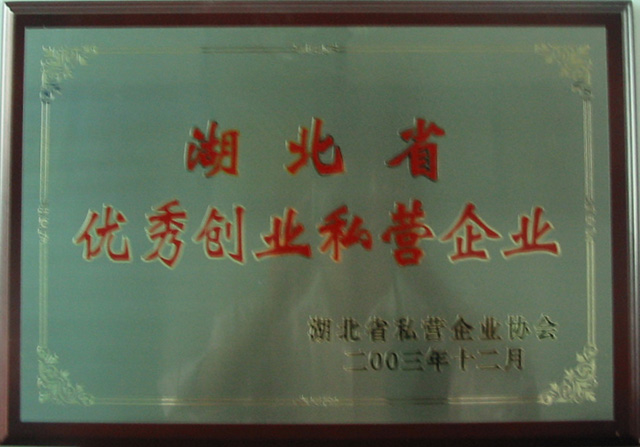 湖北省
优秀创业私营企业
湖北省私营企业协会
二00三年十二月